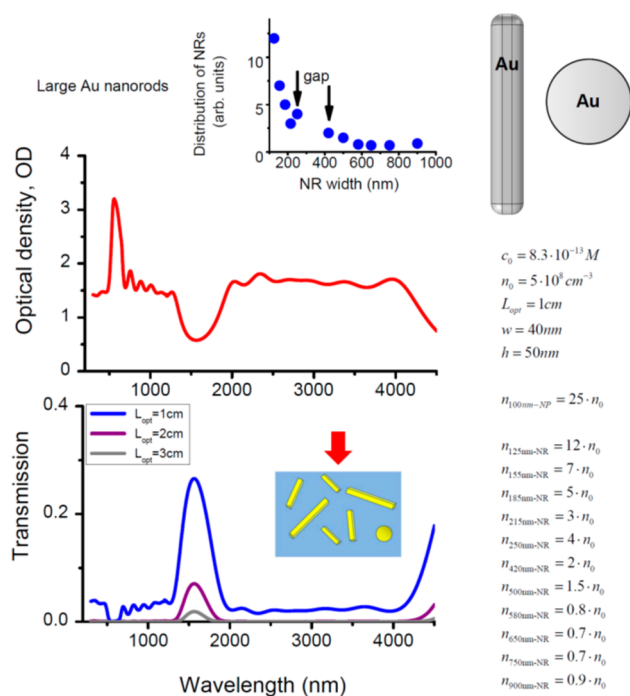 Large Au nanorods
Distribution of NRs
(arb. units)
10
5
0
gap
200 400 600 800 1000
NR width (nm)
Au
Au
Optical density, OD
4
3
2
1
0
1000 2000 3000 4000
c₀ = 8.3·10⁻¹³ M
n₀ = 5·10⁸ cm⁻³
L_opt = 1cm
w = 40nm
h = 50nm
n_100nm−NP = 25·n₀
n_125nm-NR = 12·n₀
n_155nm-NR = 7·n₀
n_185nm-NR = 5·n₀
n_215nm-NR = 3·n₀
n_250nm-NR = 4·n₀
n_420nm-NR = 2·n₀
n_500nm-NR = 1.5·n₀
n_580nm-NR = 0.8·n₀
n_650nm-NR = 0.7·n₀
n_750nm-NR = 0.7·n₀
n_900nm-NR = 0.9·n₀
Transmission
0.4
0.2
0.0
L_opt=1cm
L_opt=2cm
L_opt=3cm
1000 2000 3000 4000
Wavelength (nm)